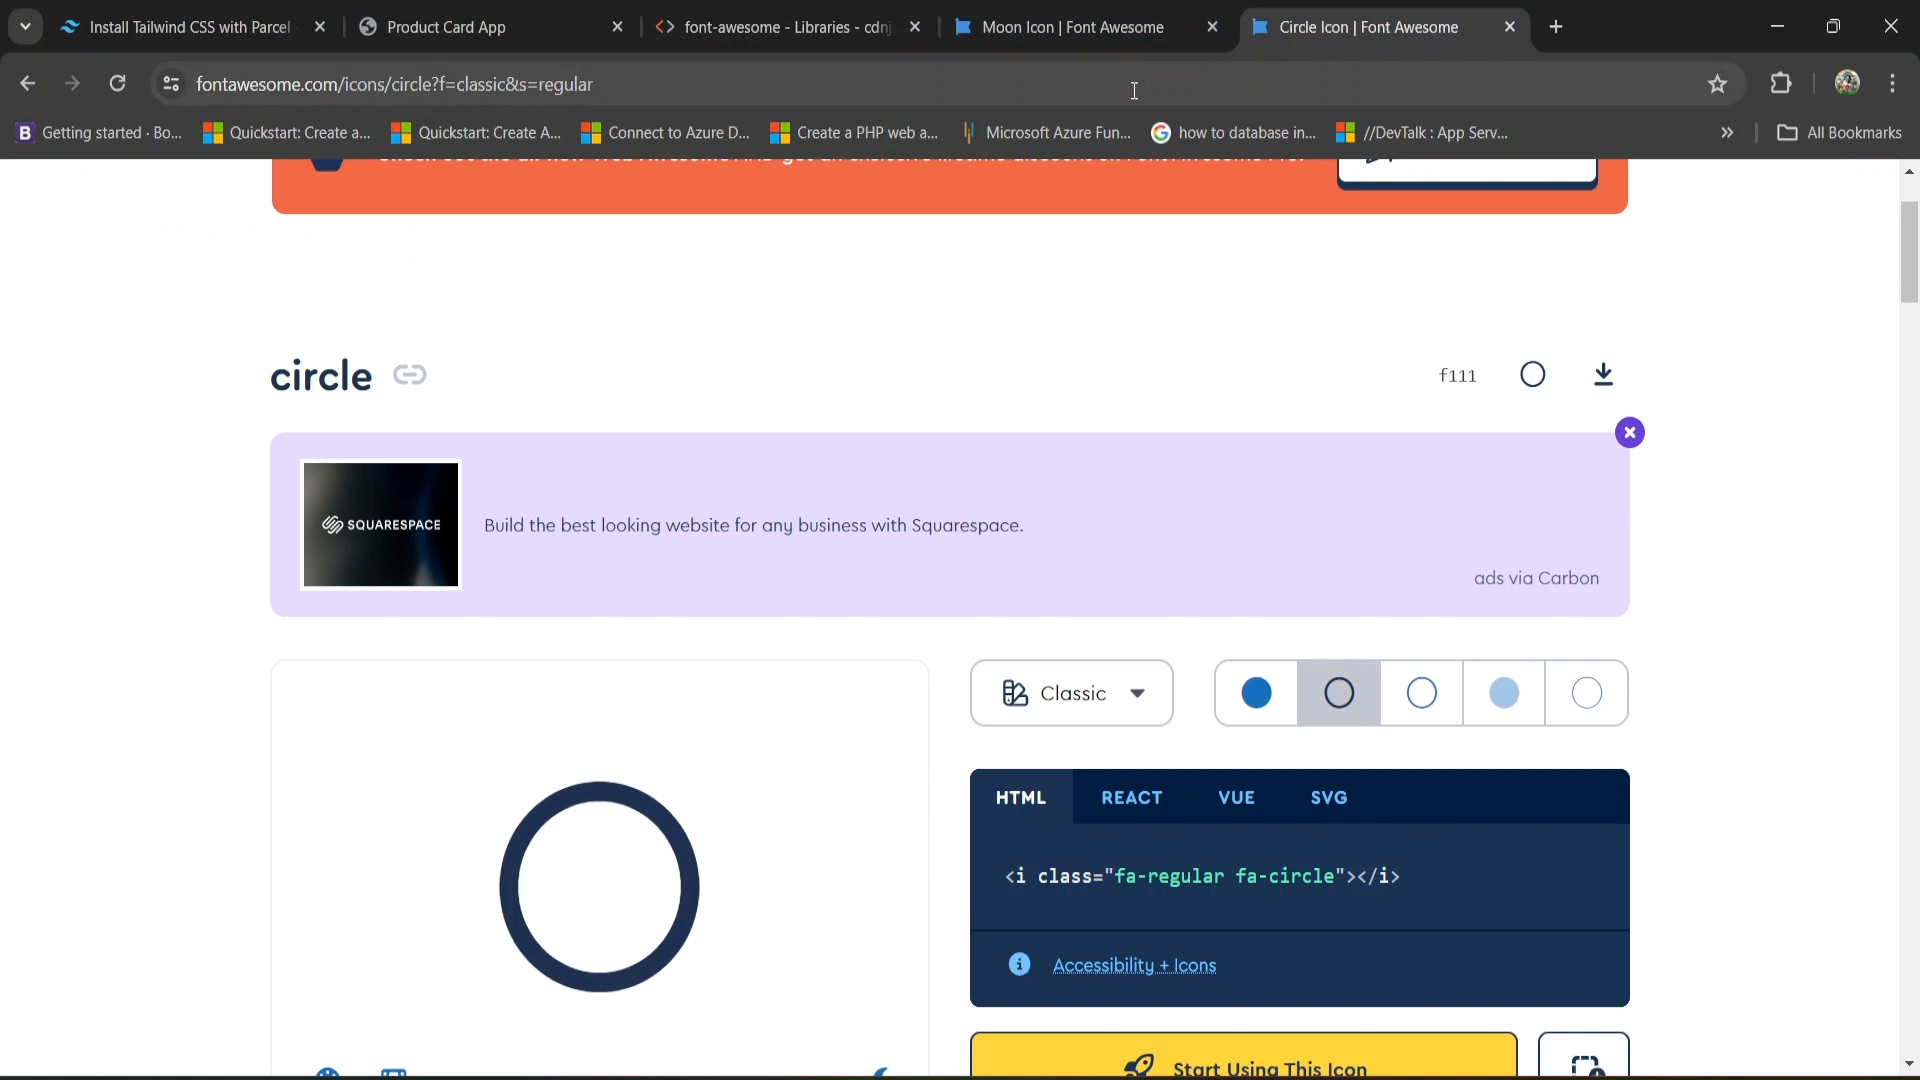 Install Tailwind CSS with Parcel
Product Card App
font-awesome - Libraries - cdnj
Moon Icon | Font Awesome
Circle Icon | Font Awesome
fontawesome.com/icons/circle?f=classic&s=regular
Getting started · Bo...
Quickstart: Create a...
Quickstart: Create A...
Connect to Azure D...
Create a PHP web a...
Microsoft Azure Fun...
how to database in...
//DevTalk : App Serv...
All Bookmarks
circle
f111
SQUARESPACE
Build the best looking website for any business with Squarespace.
ads via Carbon
Classic
HTML
REACT
VUE
SVG
<i class="fa-regular fa-circle"></i>
Accessibility + Icons
Start Using This Icon